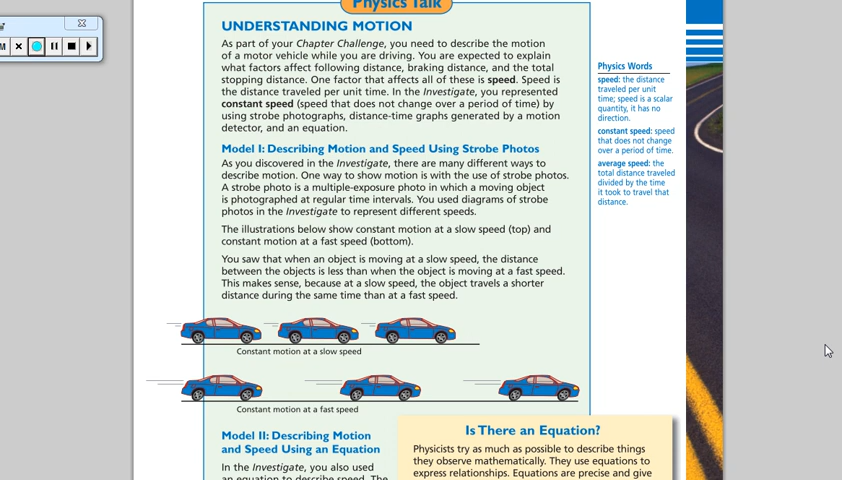 Physics Talk
UNDERSTANDING MOTION
As part of your Chapter Challenge, you need to describe the motion
of a motor vehicle while you are driving. You are expected to explain
what factors affect following distance, braking distance, and the total
stopping distance. One factor that affects all of these is speed. Speed is
the distance traveled per unit time. In the Investigate, you represented
constant speed (speed that does not change over a period of time) by
using strobe photographs, distance-time graphs generated by a motion
detector, and an equation.
Model I: Describing Motion and Speed Using Strobe Photos
As you discovered in the Investigate, there are many different ways to
describe motion. One way to show motion is with the use of strobe photos.
A strobe photo is a multiple-exposure photo in which a moving object
is photographed at regular time intervals. You used diagrams of strobe
photos in the Investigate to represent different speeds.
The illustrations below show constant motion at a slow speed (top) and
constant motion at a fast speed (bottom).
You saw that when an object is moving at a slow speed, the distance
between the objects is less than when the object is moving at a fast speed.
This makes sense, because at a slow speed, the object travels a shorter
distance during the same time than at a fast speed.
Constant motion at a slow speed
Constant motion at a fast speed
Model II: Describing Motion
and Speed Using an Equation
In the Investigate, you also used
an equation to describe speed. The
Is There an Equation?
Physicists try as much as possible to describe things
they observe mathematically. They use equations to
express relationships. Equations are precise and give
Physics Words
speed: the distance
traveled per unit
time; speed is a scalar
quantity, it has no
direction.
constant speed: speed
that does not change
over a period of time.
average speed: the
total distance traveled
divided by the time
it took to travel that
distance.